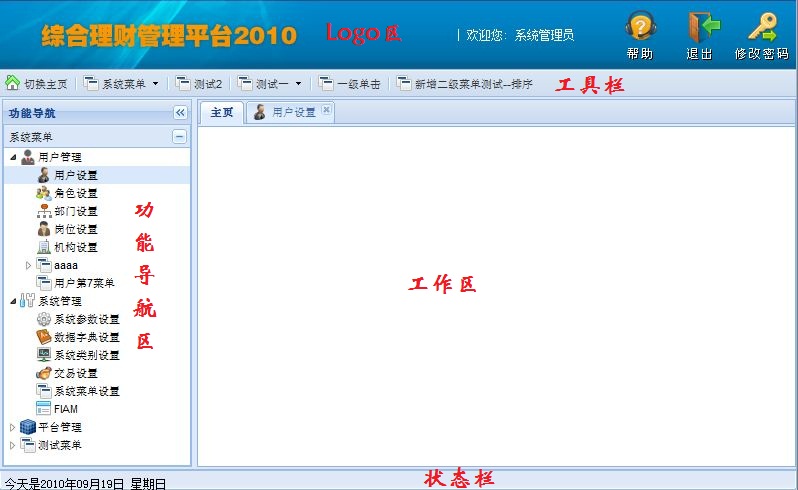 综合理财管理平台2010
Logo区
| 欢迎您: 系统管理员
帮助
退出
修改密码
切换主页
系统菜单
测试2
测试一
一级单击
新增二级菜单测试--排序
工具栏
功能导航
系统菜单
用户管理
用户设置
角色设置
部门设置
岗位设置
机构设置
aaaa
用户第7菜单
系统管理
系统参数设置
数据字典设置
系统类别设置
交易设置
系统菜单设置
FIAM
平台管理
测试菜单
功能导航区
主页
用户设置
工作区
今天是2010年09月19日 星期日
状态栏